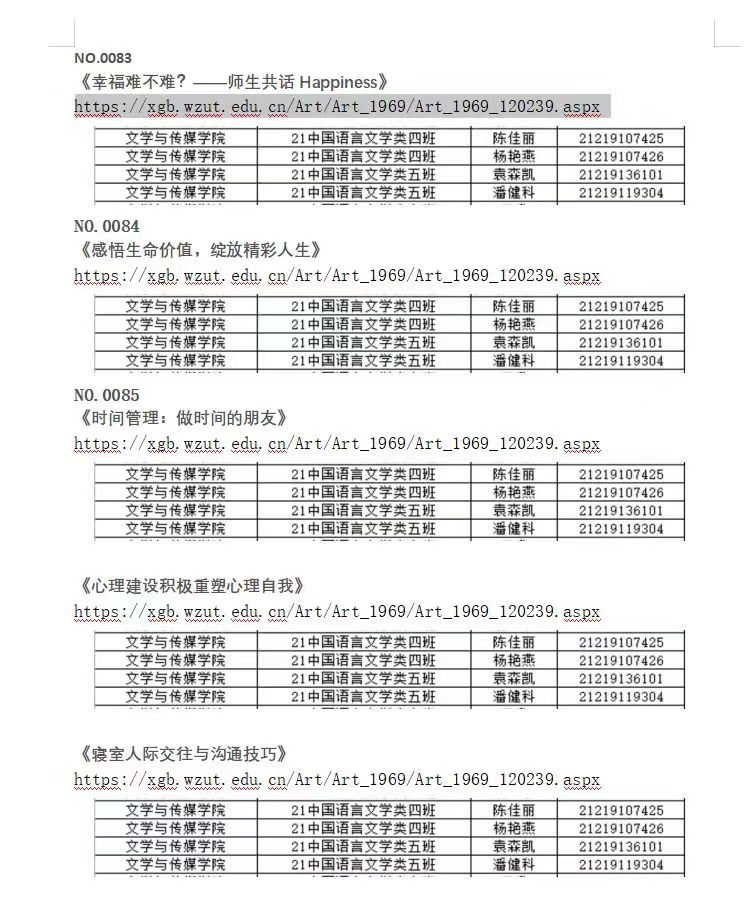 NO.0083
《幸福难不难？——师生共话 Happiness》
https://xgb.wzut.edu.cn/Art/Art_1969/Art_1969_120239.aspx
文学与传媒学院 21中国语言文学类四班 陈佳丽 21219107425
文学与传媒学院 21中国语言文学类四班 杨艳燕 21219107426
文学与传媒学院 21中国语言文学类五班 袁森凯 21219136101
文学与传媒学院 21中国语言文学类五班 潘健科 21219119304
NO.0084
《感悟生命价值，绽放精彩人生》
https://xgb.wzut.edu.cn/Art/Art_1969/Art_1969_120239.aspx
文学与传媒学院 21中国语言文学类四班 陈佳丽 21219107425
文学与传媒学院 21中国语言文学类四班 杨艳燕 21219107426
文学与传媒学院 21中国语言文学类五班 袁森凯 21219136101
文学与传媒学院 21中国语言文学类五班 潘健科 21219119304
NO.0085
《时间管理：做时间的朋友》
https://xgb.wzut.edu.cn/Art/Art_1969/Art_1969_120239.aspx
文学与传媒学院 21中国语言文学类四班 陈佳丽 21219107425
文学与传媒学院 21中国语言文学类四班 杨艳燕 21219107426
文学与传媒学院 21中国语言文学类五班 袁森凯 21219136101
文学与传媒学院 21中国语言文学类五班 潘健科 21219119304
《心理建设积极重塑心理自我》
https://xgb.wzut.edu.cn/Art/Art_1969/Art_1969_120239.aspx
文学与传媒学院 21中国语言文学类四班 陈佳丽 21219107425
文学与传媒学院 21中国语言文学类四班 杨艳燕 21219107426
文学与传媒学院 21中国语言文学类五班 袁森凯 21219136101
文学与传媒学院 21中国语言文学类五班 潘健科 21219119304
《寝室人际交往与沟通技巧》
https://xgb.wzut.edu.cn/Art/Art_1969/Art_1969_120239.aspx
文学与传媒学院 21中国语言文学类四班 陈佳丽 21219107425
文学与传媒学院 21中国语言文学类四班 杨艳燕 21219107426
文学与传媒学院 21中国语言文学类五班 袁森凯 21219136101
文学与传媒学院 21中国语言文学类五班 潘健科 21219119304